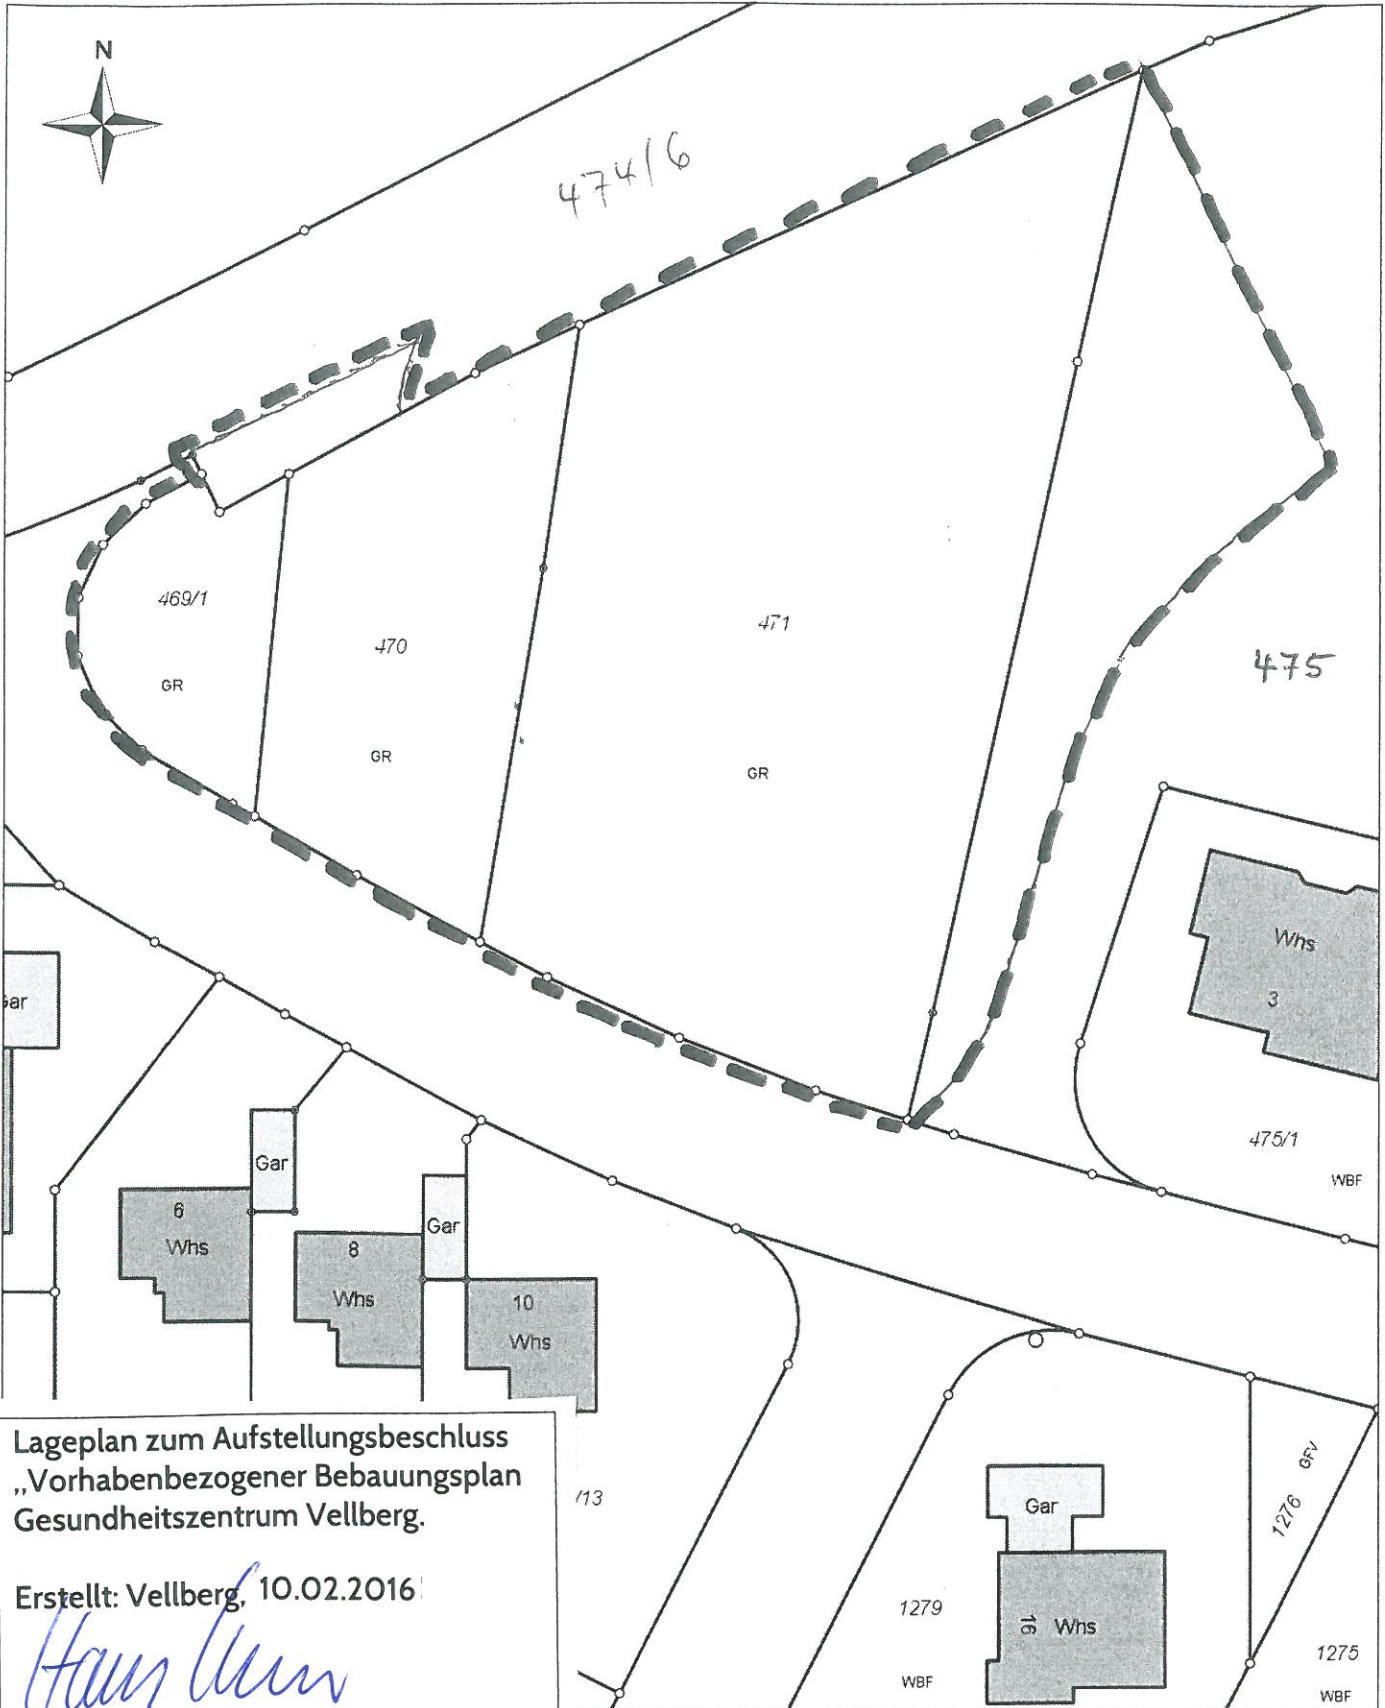 N
474/6
469/1
GR
470
GR
471
GR
475
Whs
3
475/1
WBF
Gar
6
Whs
Gar
8
Whs
Gar
10
Whs
/13
Gar
16 Whs
1279
WBF
GFV
1276
1275
WBF
Lageplan zum Aufstellungsbeschluss
„Vorhabenbezogener Bebauungsplan
Gesundheitszentrum Vellberg.
Erstellt: Vellberg, 10.02.2016